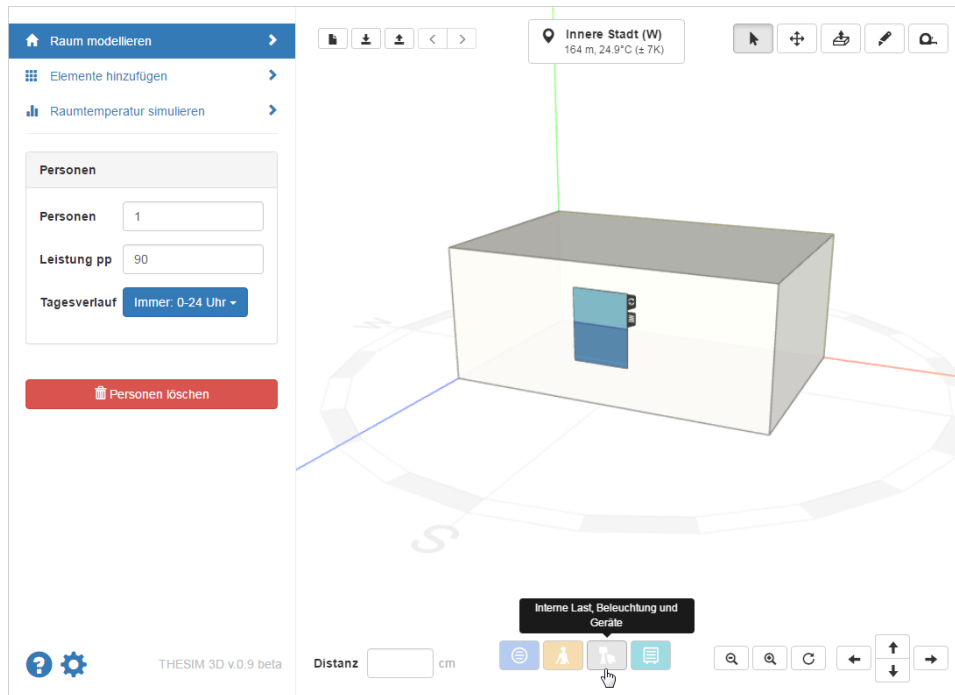 Raum modellieren
Elemente hinzufügen
Raumtemperatur simulieren
Personen
Personen 1
Leistung pp 90
Tagesverlauf Immer: 0-24 Uhr
Personen löschen
THESIM 3D v.0.9 beta
Innere Stadt (W)
164 m, 24.9°C (± 7K)
W
S
Interne Last, Beleuchtung und
Geräte
Distanz cm